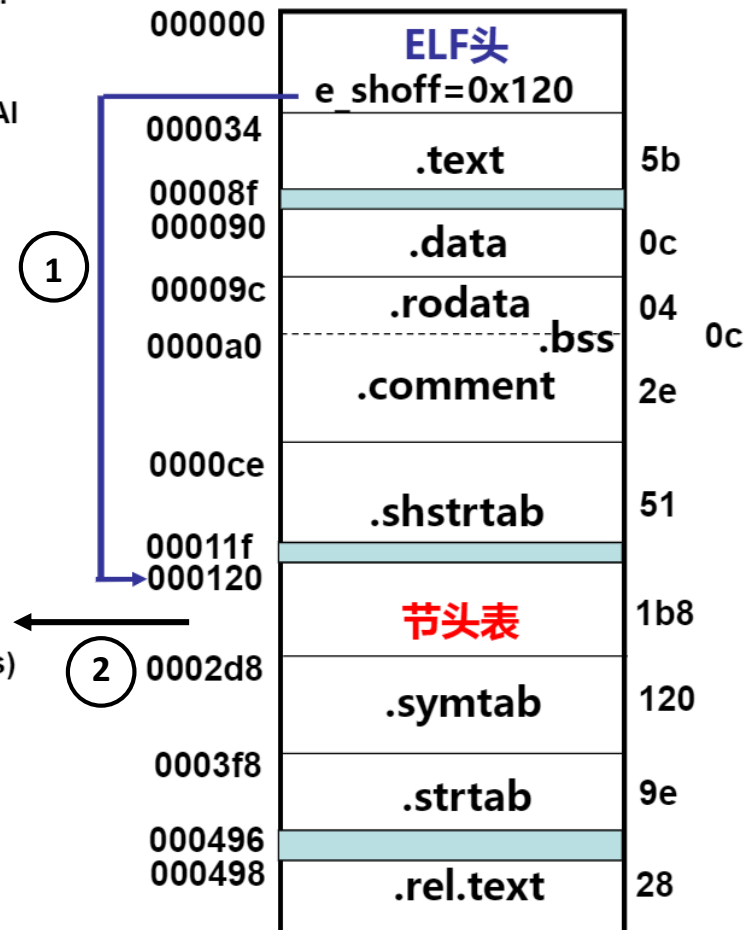 000000
ELF头
e_shoff=0x120
AI
000034
.text
5b
00008f
000090
.data
0c
00009c
.rodata
04
.bss
0c
0000a0
.comment
2e
0000ce
.shstrtab
51
00011f
000120
节头表
1b8
1
2
s)
0002d8
.symtab
120
0003f8
.strtab
9e
000496
000498
.rel.text
28